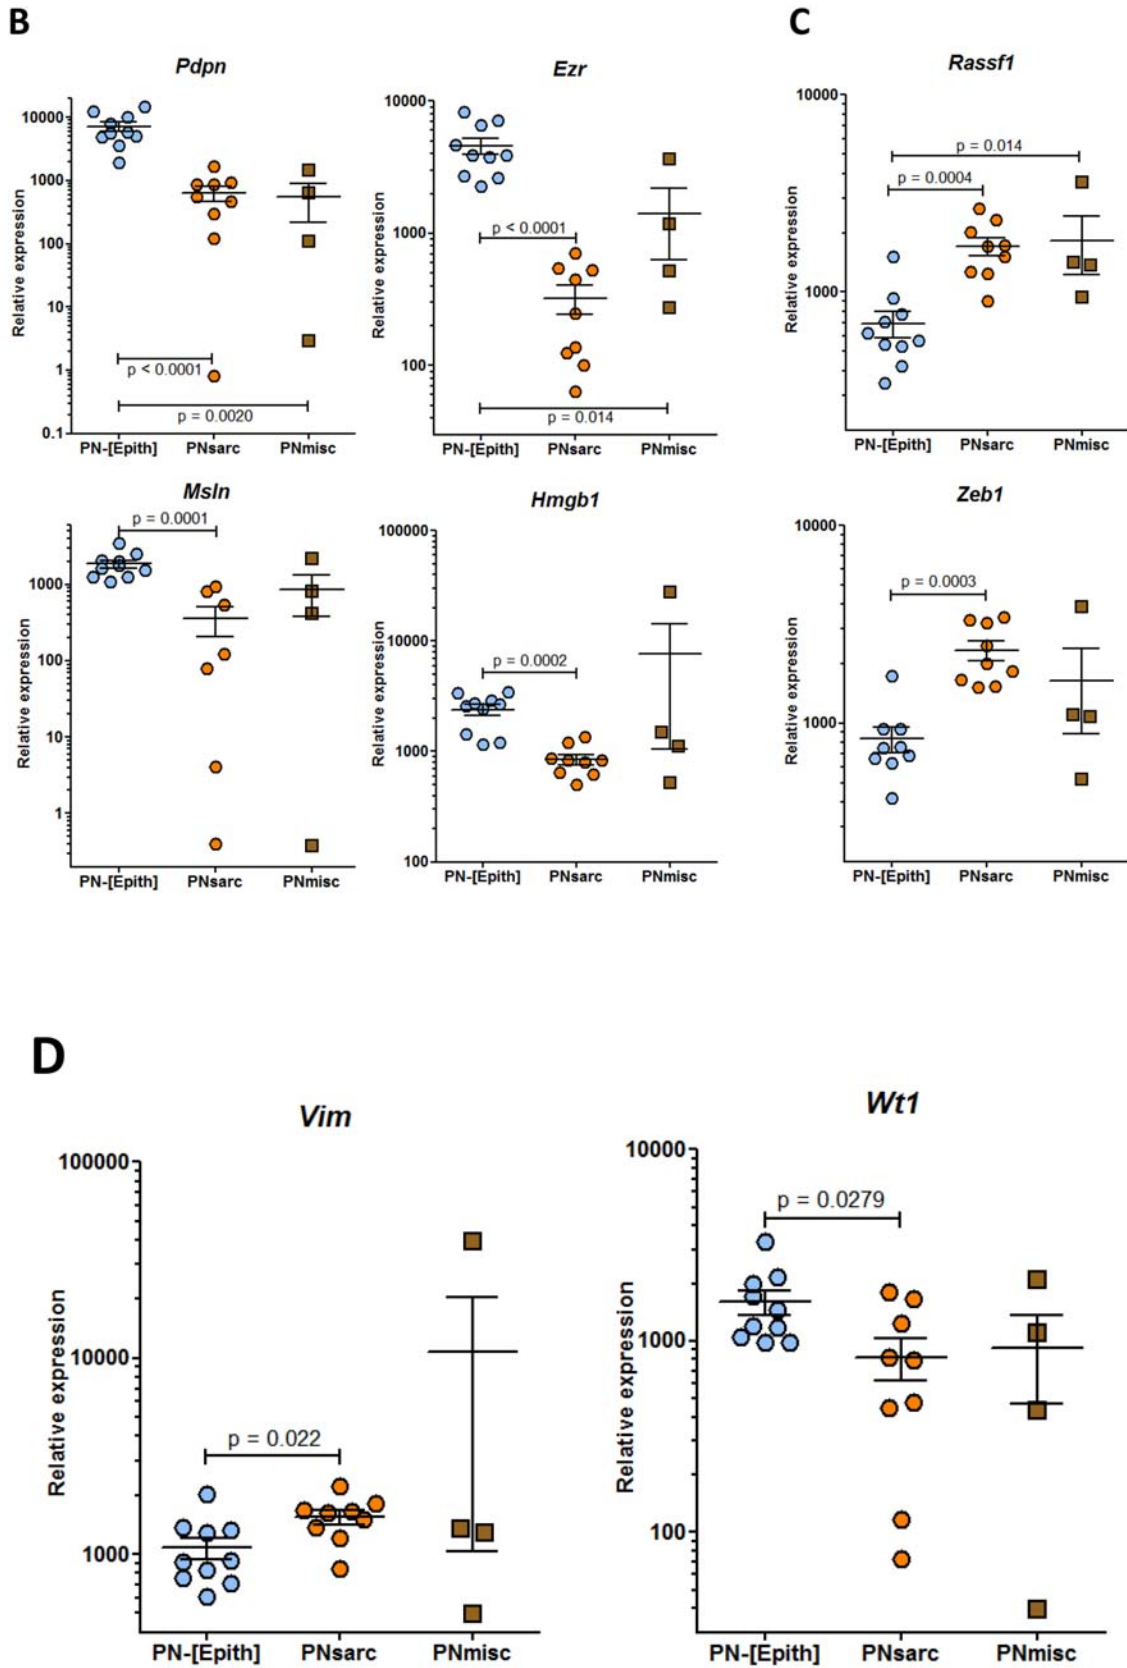 B
C
Pdpn
Relative expression
10000
1000
100
10
1
0.1
p < 0.0001
p = 0.0020
PN-[Epith]
PNsarc
PNmisc
Ezr
Relative expression
10000
1000
100
p < 0.0001
p = 0.014
PN-[Epith]
PNsarc
PNmisc
Rassf1
Relative expression
10000
1000
p = 0.014
p = 0.0004
PN-[Epith]
PNsarc
PNmisc
Msln
Relative expression
1000
100
10
1
p = 0.0001
PN-[Epith]
PNsarc
PNmisc
Hmgb1
Relative expression
100000
10000
1000
100
p = 0.0002
PN-[Epith]
PNsarc
PNmisc
Zeb1
Relative expression
10000
1000
p = 0.0003
PN-[Epith]
PNsarc
PNmisc
D
Vim
Relative expression
100000
10000
1000
p = 0.022
PN-[Epith]
PNsarc
PNmisc
Wt1
Relative expression
10000
1000
100
p = 0.0279
PN-[Epith]
PNsarc
PNmisc